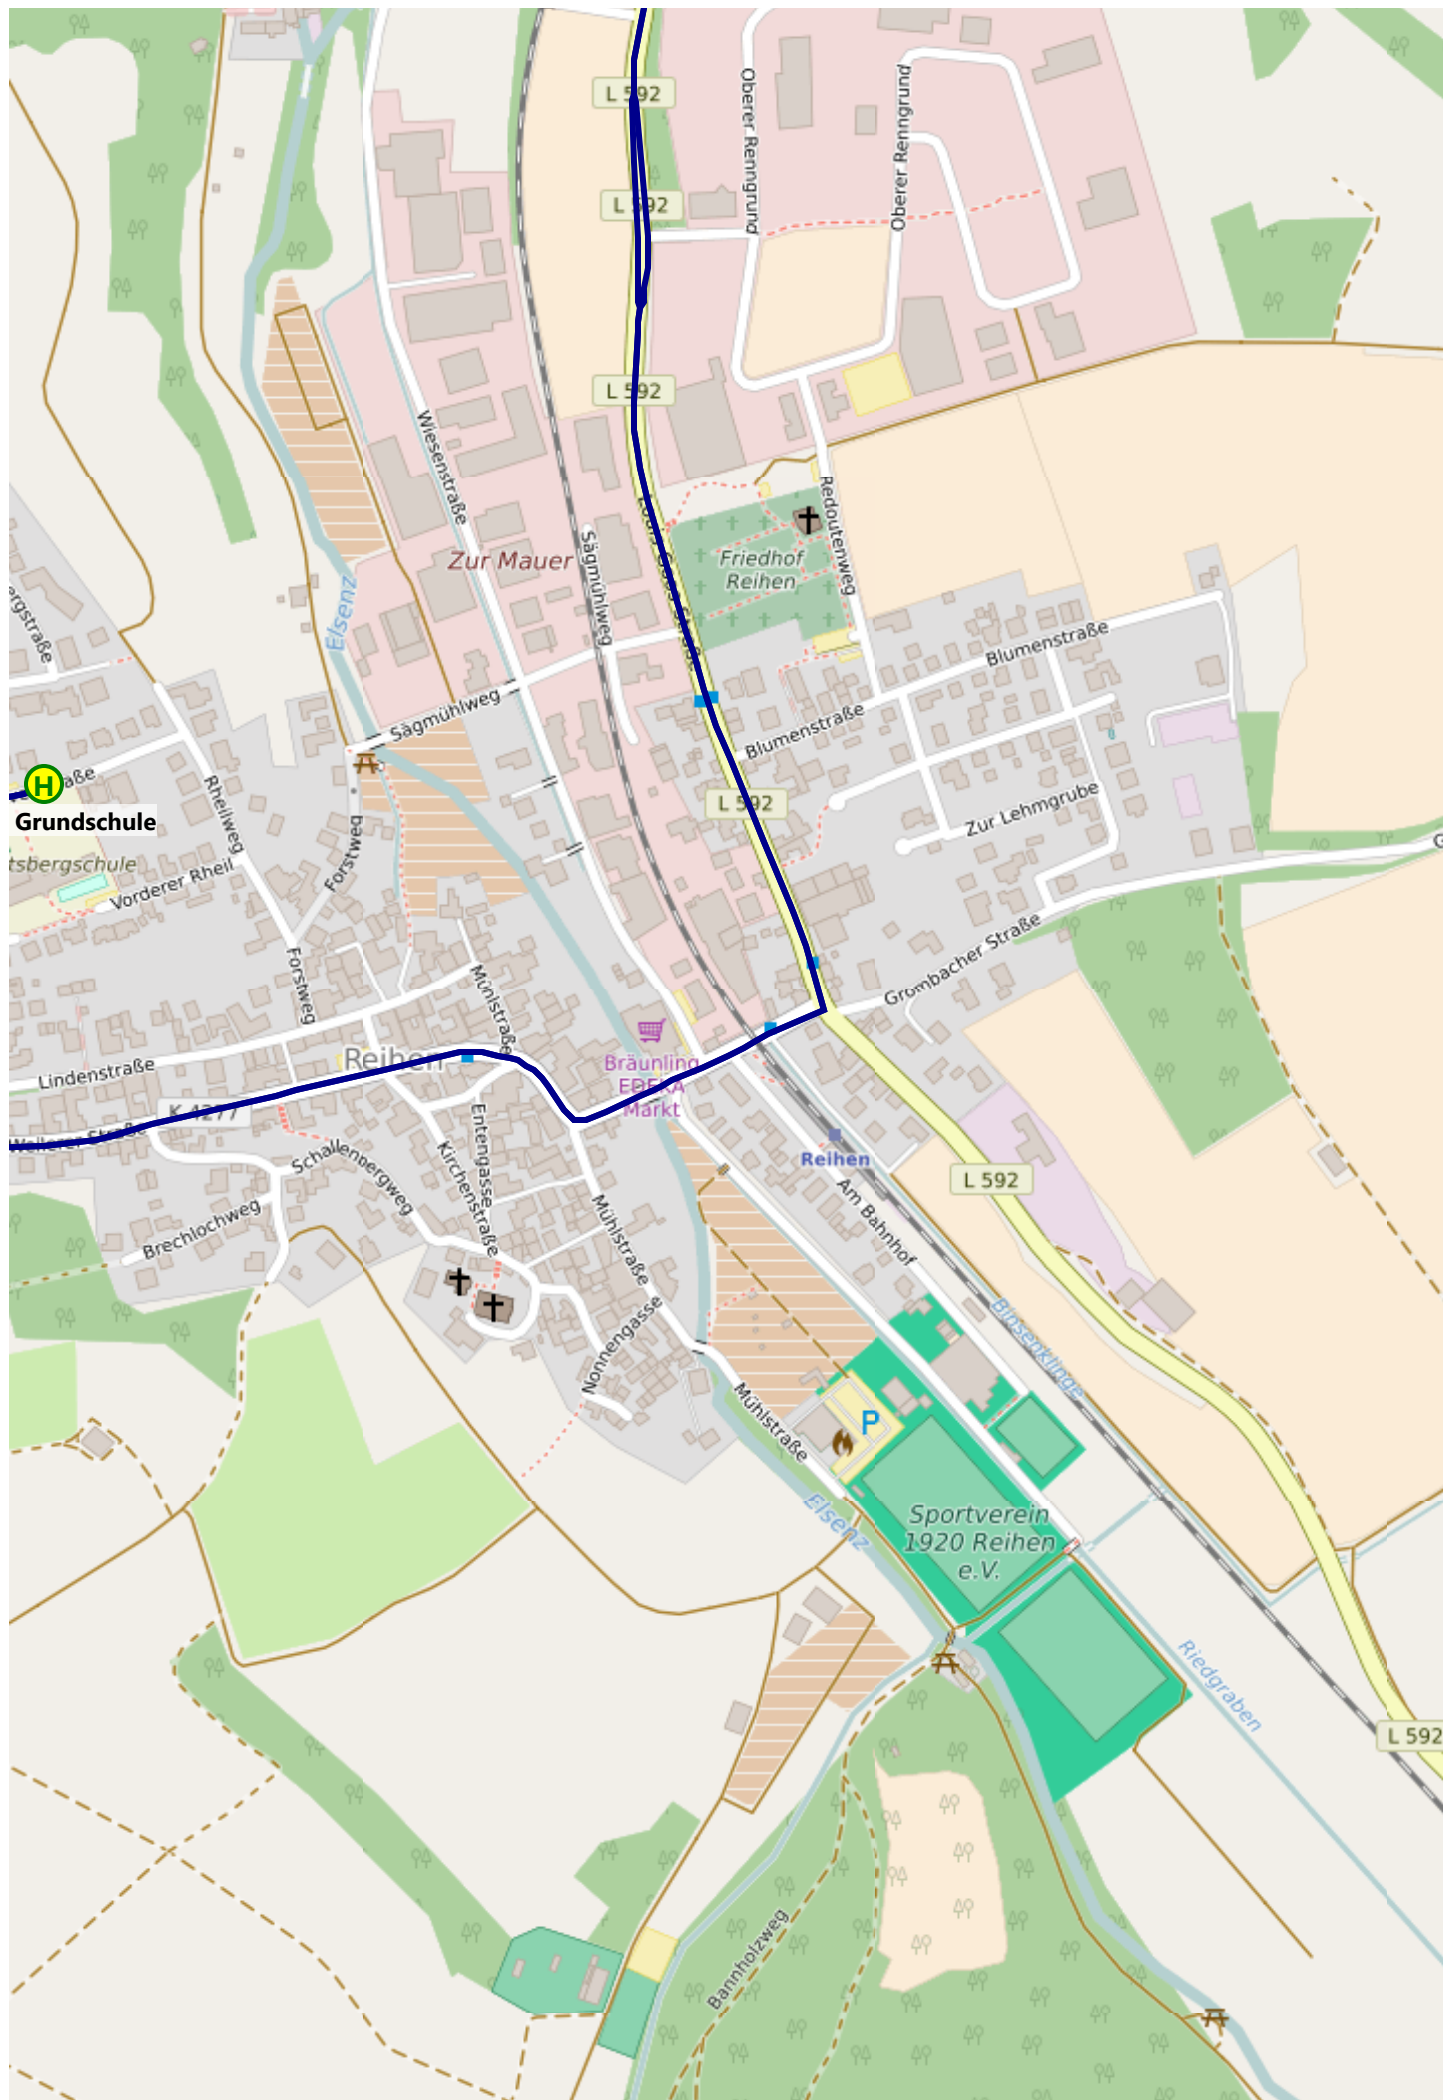 L 592
Oberer Renngrund
Oberer Renngrund
L 592
L 592
Wiesenstraße
Redoutenweg
Zur Mauer
Sägmühlweg
Friedhof
Reihen
Elsenz
Blumenstraße
Sägmühlweg
Blumenstraße
H
Grundschule
Rheilweg
L 592
Zur Lehmgrube
Forstweg
Vorderer Rheil
Grombacher Straße
Forstweg
Mühlstraße
Reihen
Bräunling
EDEKA
Markt
Lindenstraße
K 4277
Weilerer Straße
Entengasse
Kirchenstraße
Schallenbergweg
Reihen
L 592
Am Bahnhof
Brechlochweg
Mühlstraße
Binsenklinge
Nonnengasse
Mühlstraße
P
Elsenz
Sportverein
1920 Reihen
e.V.
Riedgraben
L 592
Bannholzweg